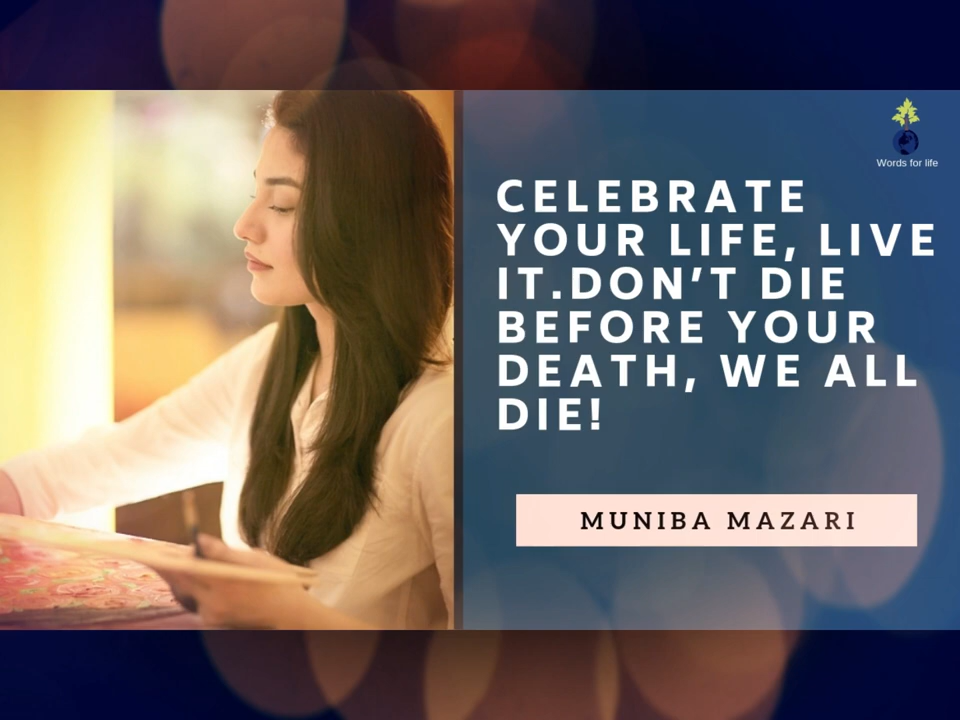 Words for life
CELEBRATE
YOUR LIFE, LIVE
IT.DON'T DIE
BEFORE YOUR
DEATH, WE ALL
DIE!
MUNIBA MAZARI